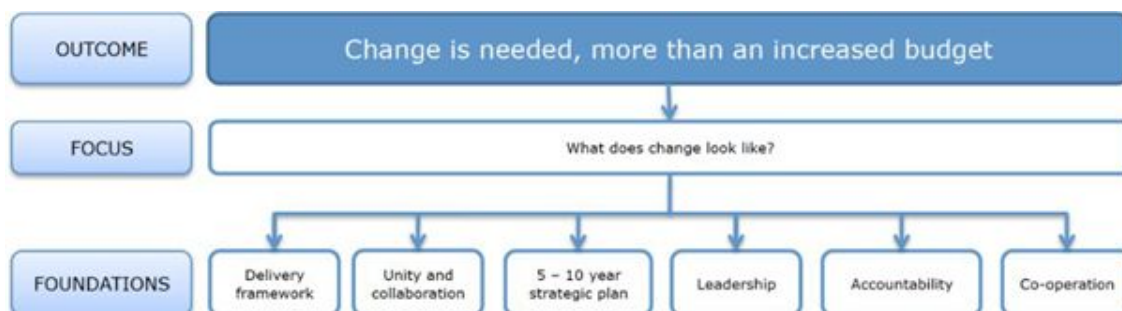 OUTCOME
Change is needed, more than an increased budget
FOCUS
What does change look like?
FOUNDATIONS
Delivery
framework
Unity and
collaboration
5 – 10 year
strategic plan
Leadership
Accountability
Co-operation